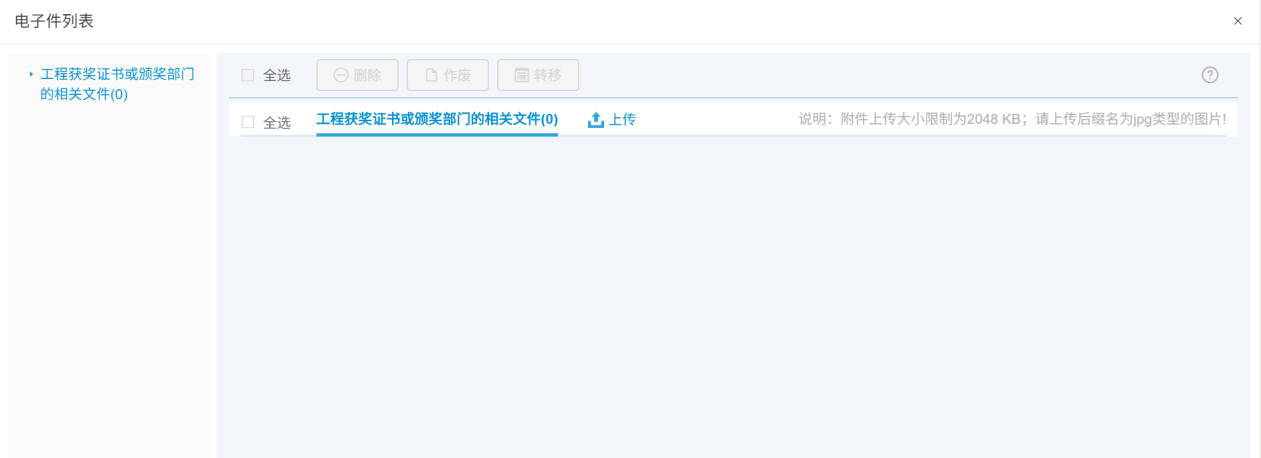 电子件列表
×
工程获奖证书或颁奖部门
的相关文件(0)
全选 删除 作废 转移 ?
全选 工程获奖证书或颁奖部门的相关文件(0) 上传 说明：附件上传大小限制为2048 KB；请上传后缀名为jpg类型的图片!